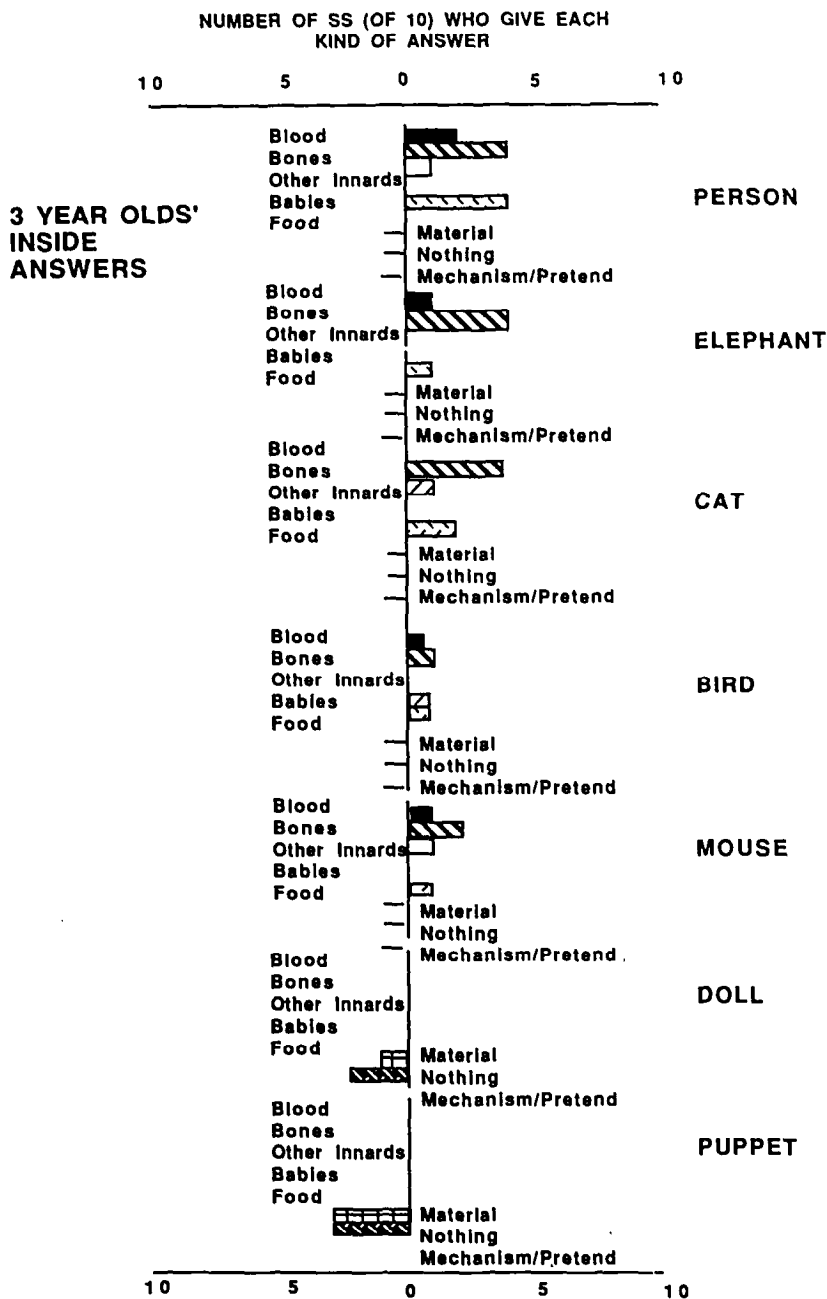 NUMBER OF SS (OF 10) WHO GIVE EACH
KIND OF ANSWER
10 5 0 5 10
3 YEAR OLDS'
INSIDE
ANSWERS
Blood
Bones
Other Innards
Babies
Food
Material
Nothing
Mechanism/Pretend
PERSON
Blood
Bones
Other Innards
Babies
Food
Material
Nothing
Mechanism/Pretend
ELEPHANT
Blood
Bones
Other Innards
Babies
Food
Material
Nothing
Mechanism/Pretend
CAT
Blood
Bones
Other Innards
Babies
Food
Material
Nothing
Mechanism/Pretend
BIRD
Blood
Bones
Other Innards
Babies
Food
Material
Nothing
Mechanism/Pretend
MOUSE
Blood
Bones
Other Innards
Babies
Food
Material
Nothing
Mechanism/Pretend
DOLL
Blood
Bones
Other Innards
Babies
Food
Material
Nothing
Mechanism/Pretend
PUPPET
10 5 0 5 10